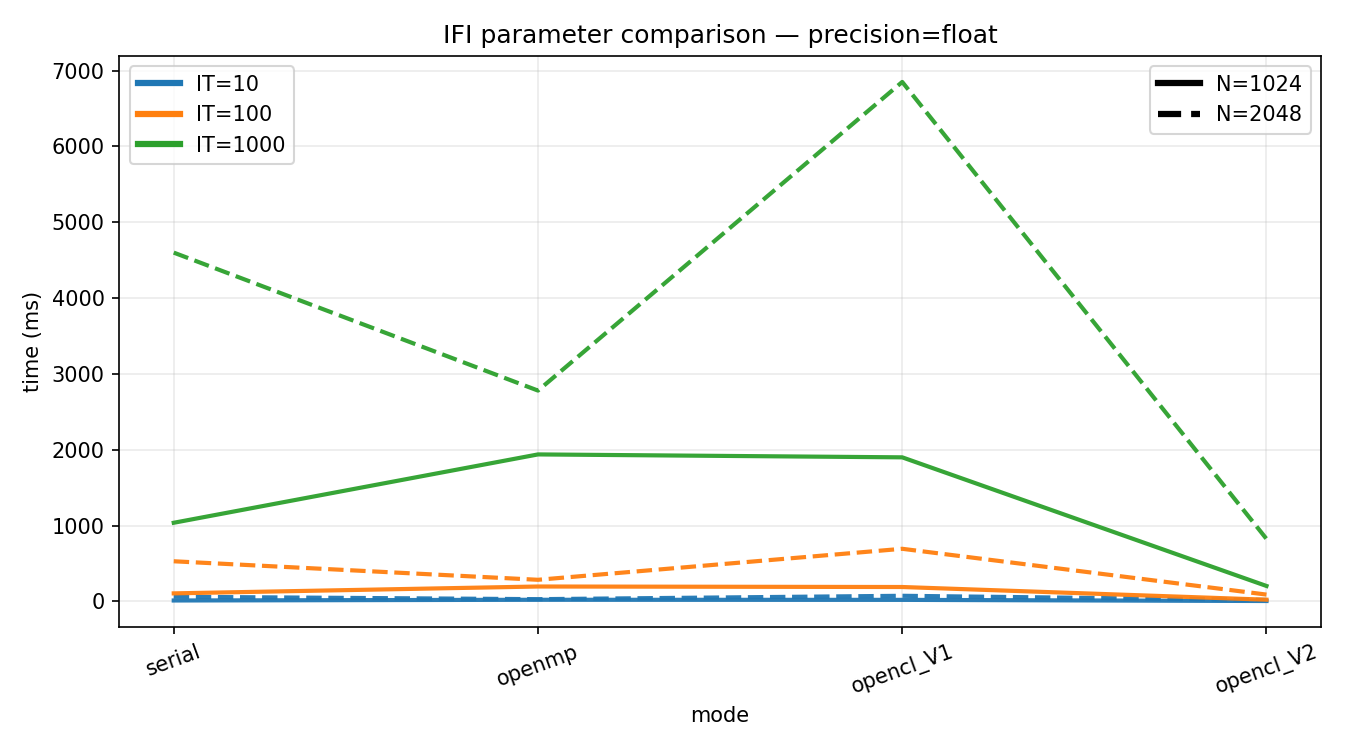 IFI parameter comparison — precision=float
IT=10
IT=100
IT=1000
N=1024
N=2048
7000
6000
5000
4000
3000
2000
1000
0
time (ms)
serial
openmp
opencl_V1
opencl_V2
mode